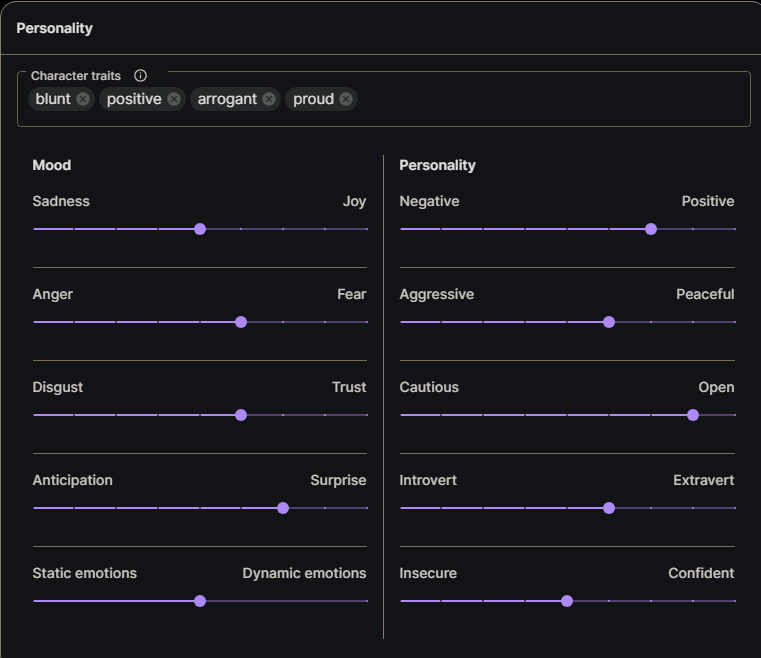 Personality
Character traits
blunt positive arrogant proud
Mood
Sadness Joy
Anger Fear
Disgust Trust
Anticipation Surprise
Static emotions Dynamic emotions
Personality
Negative Positive
Aggressive Peaceful
Cautious Open
Introvert Extravert
Insecure Confident